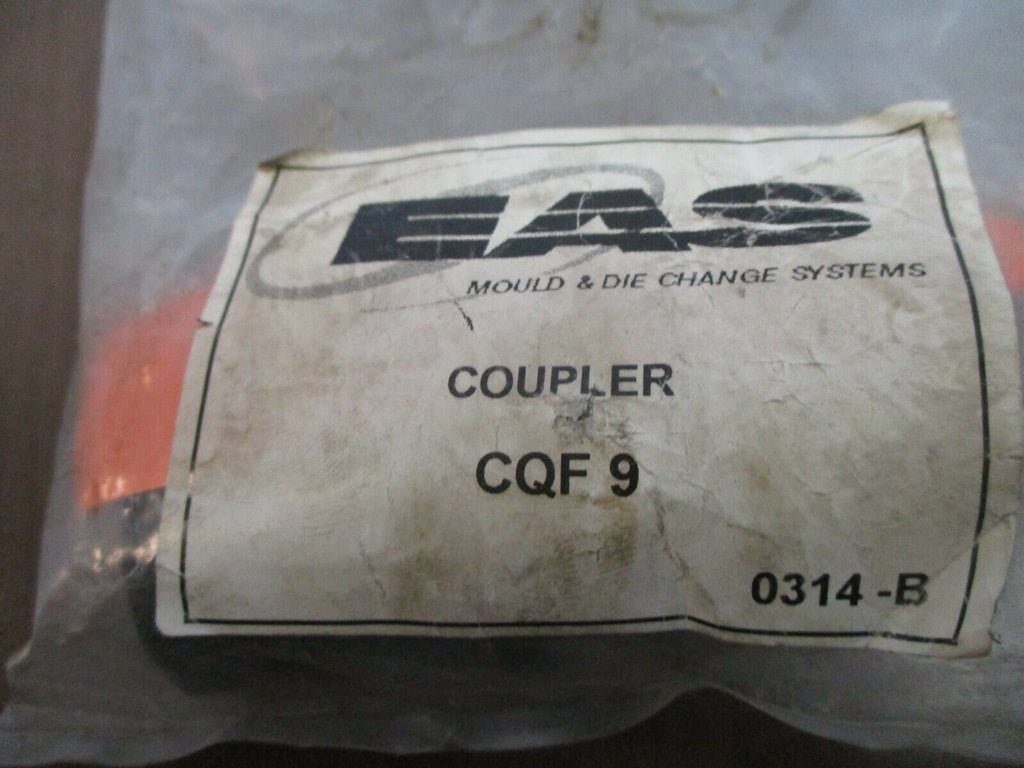 EAS
MOULD & DIE CHANGE SYSTEMS
COUPLER
CQF 9
0314 -B